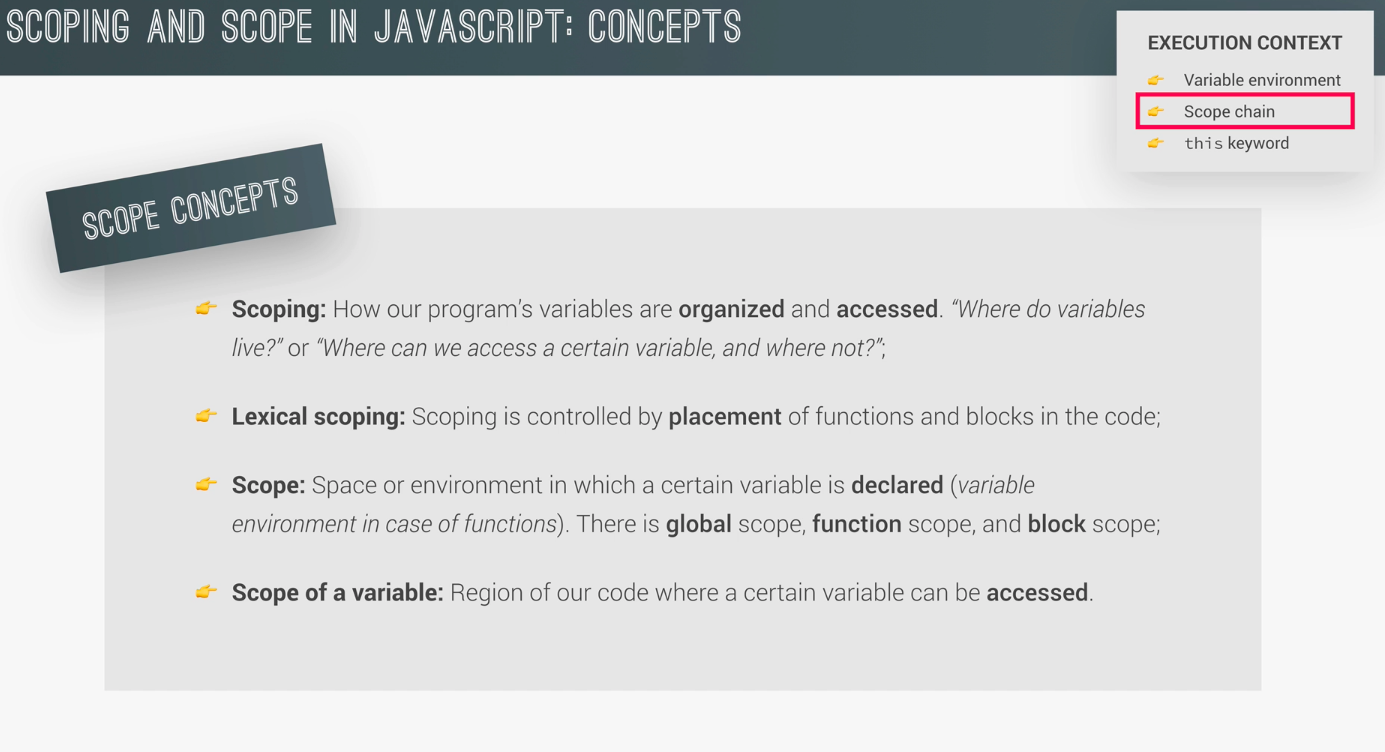 SCOPING AND SCOPE IN JAVASCRIPT: CONCEPTS
EXECUTION CONTEXT
👉 Variable environment
👉 Scope chain
👉 this keyword
SCOPE CONCEPTS
👉 Scoping: How our program’s variables are organized and accessed. “Where do variables
live?” or “Where can we access a certain variable, and where not?”;
👉 Lexical scoping: Scoping is controlled by placement of functions and blocks in the code;
👉 Scope: Space or environment in which a certain variable is declared (variable
environment in case of functions). There is global scope, function scope, and block scope;
👉 Scope of a variable: Region of our code where a certain variable can be accessed.